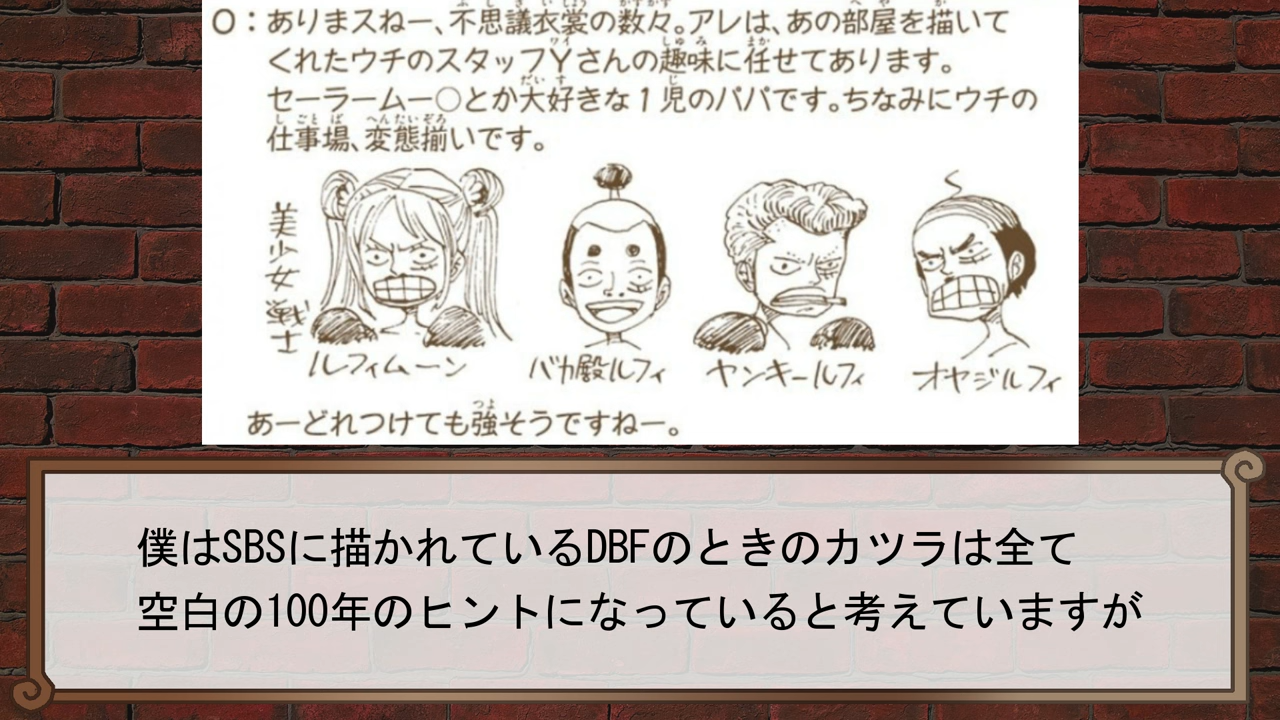 O：ありまスねー、不思議衣裳の数々。アレは、あの部屋を描いて
くれたウチのスタッフYさんの趣味に任せてあります。
セーラームー○とか大好きな1児のパパです。ちなみにウチの
仕事場、変態揃いです。
美少女戦士
ルフィムーン
バカ殿ルフィ
ヤンキールフィ
オヤジルフィ
あーどれつけても強そうですねー。
僕はSBSに描かれているDBFのときのカツラは全て
空白の100年のヒントになっていると考えていますが